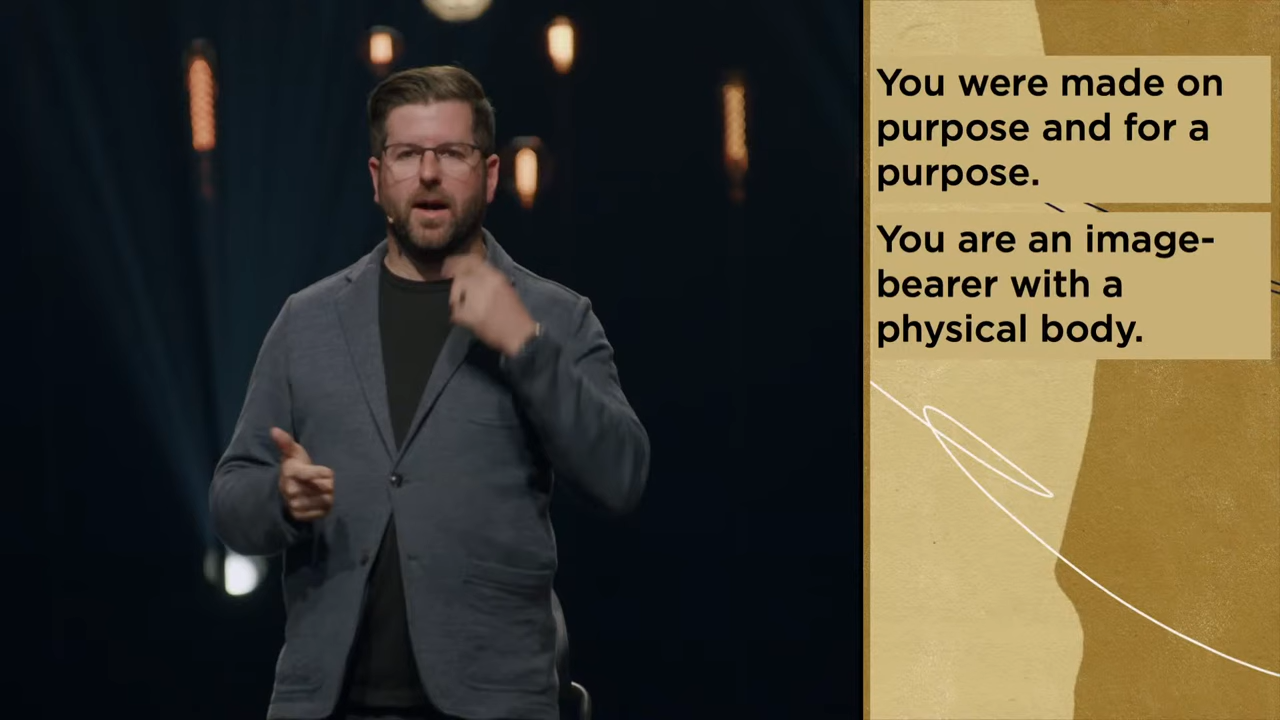 You were made on
purpose and for a
purpose.
You are an image-
bearer with a
physical body.